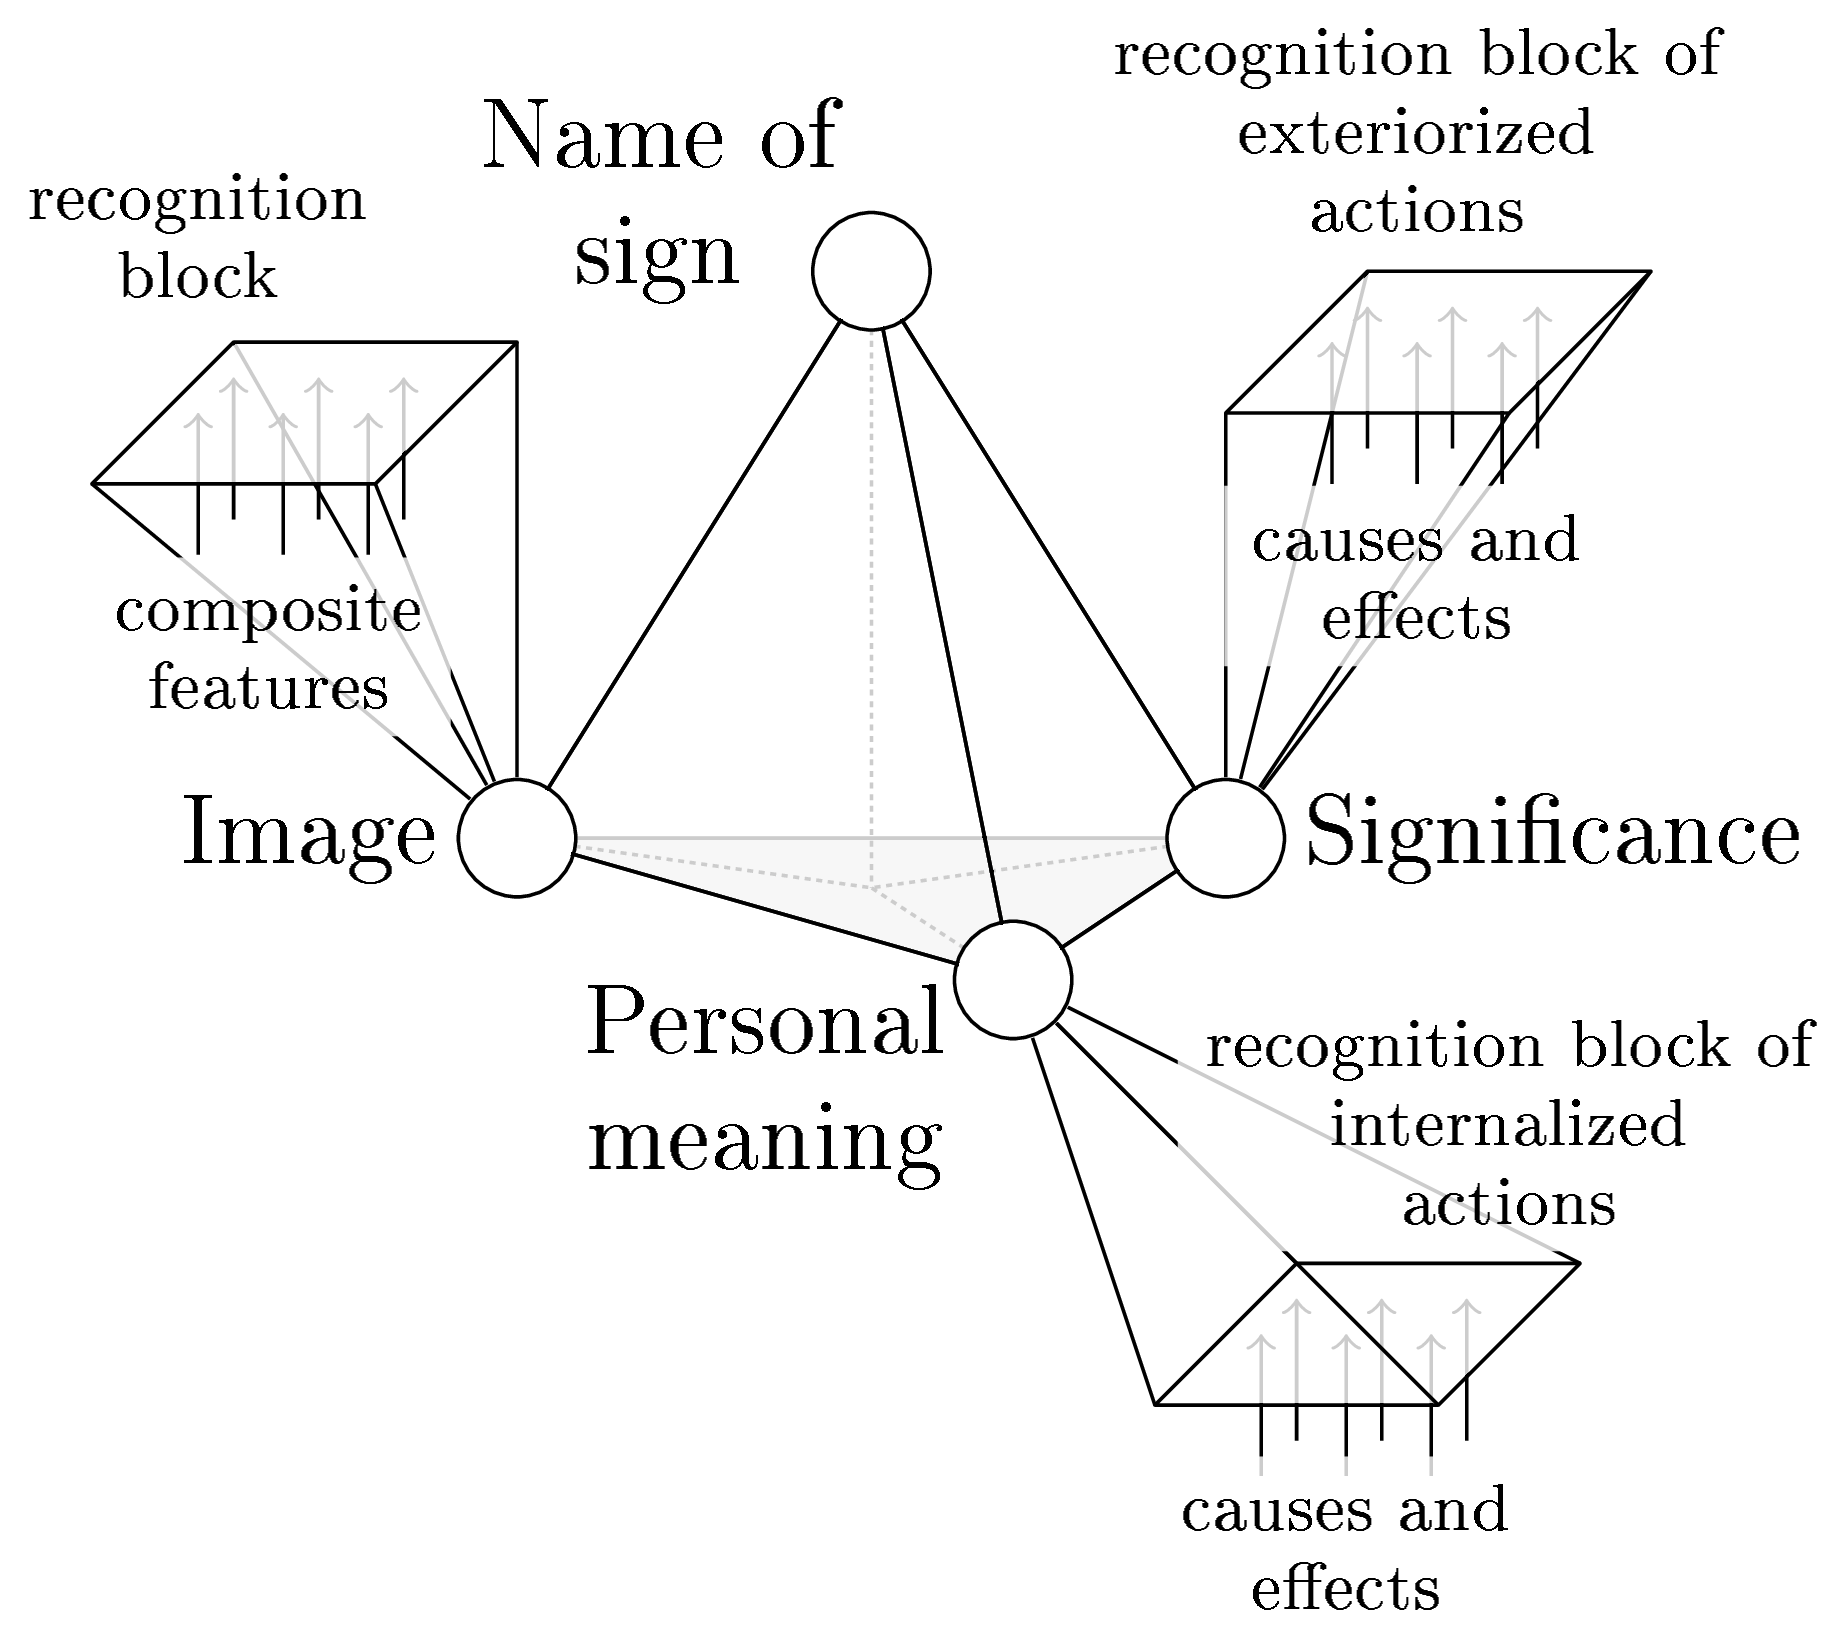 recognition block of
exteriorized
actions
Name of
sign
recognition
block
causes and
effects
composite
features
Image
Significance
Personal
meaning
recognition block of
internalized
actions
causes and
effects